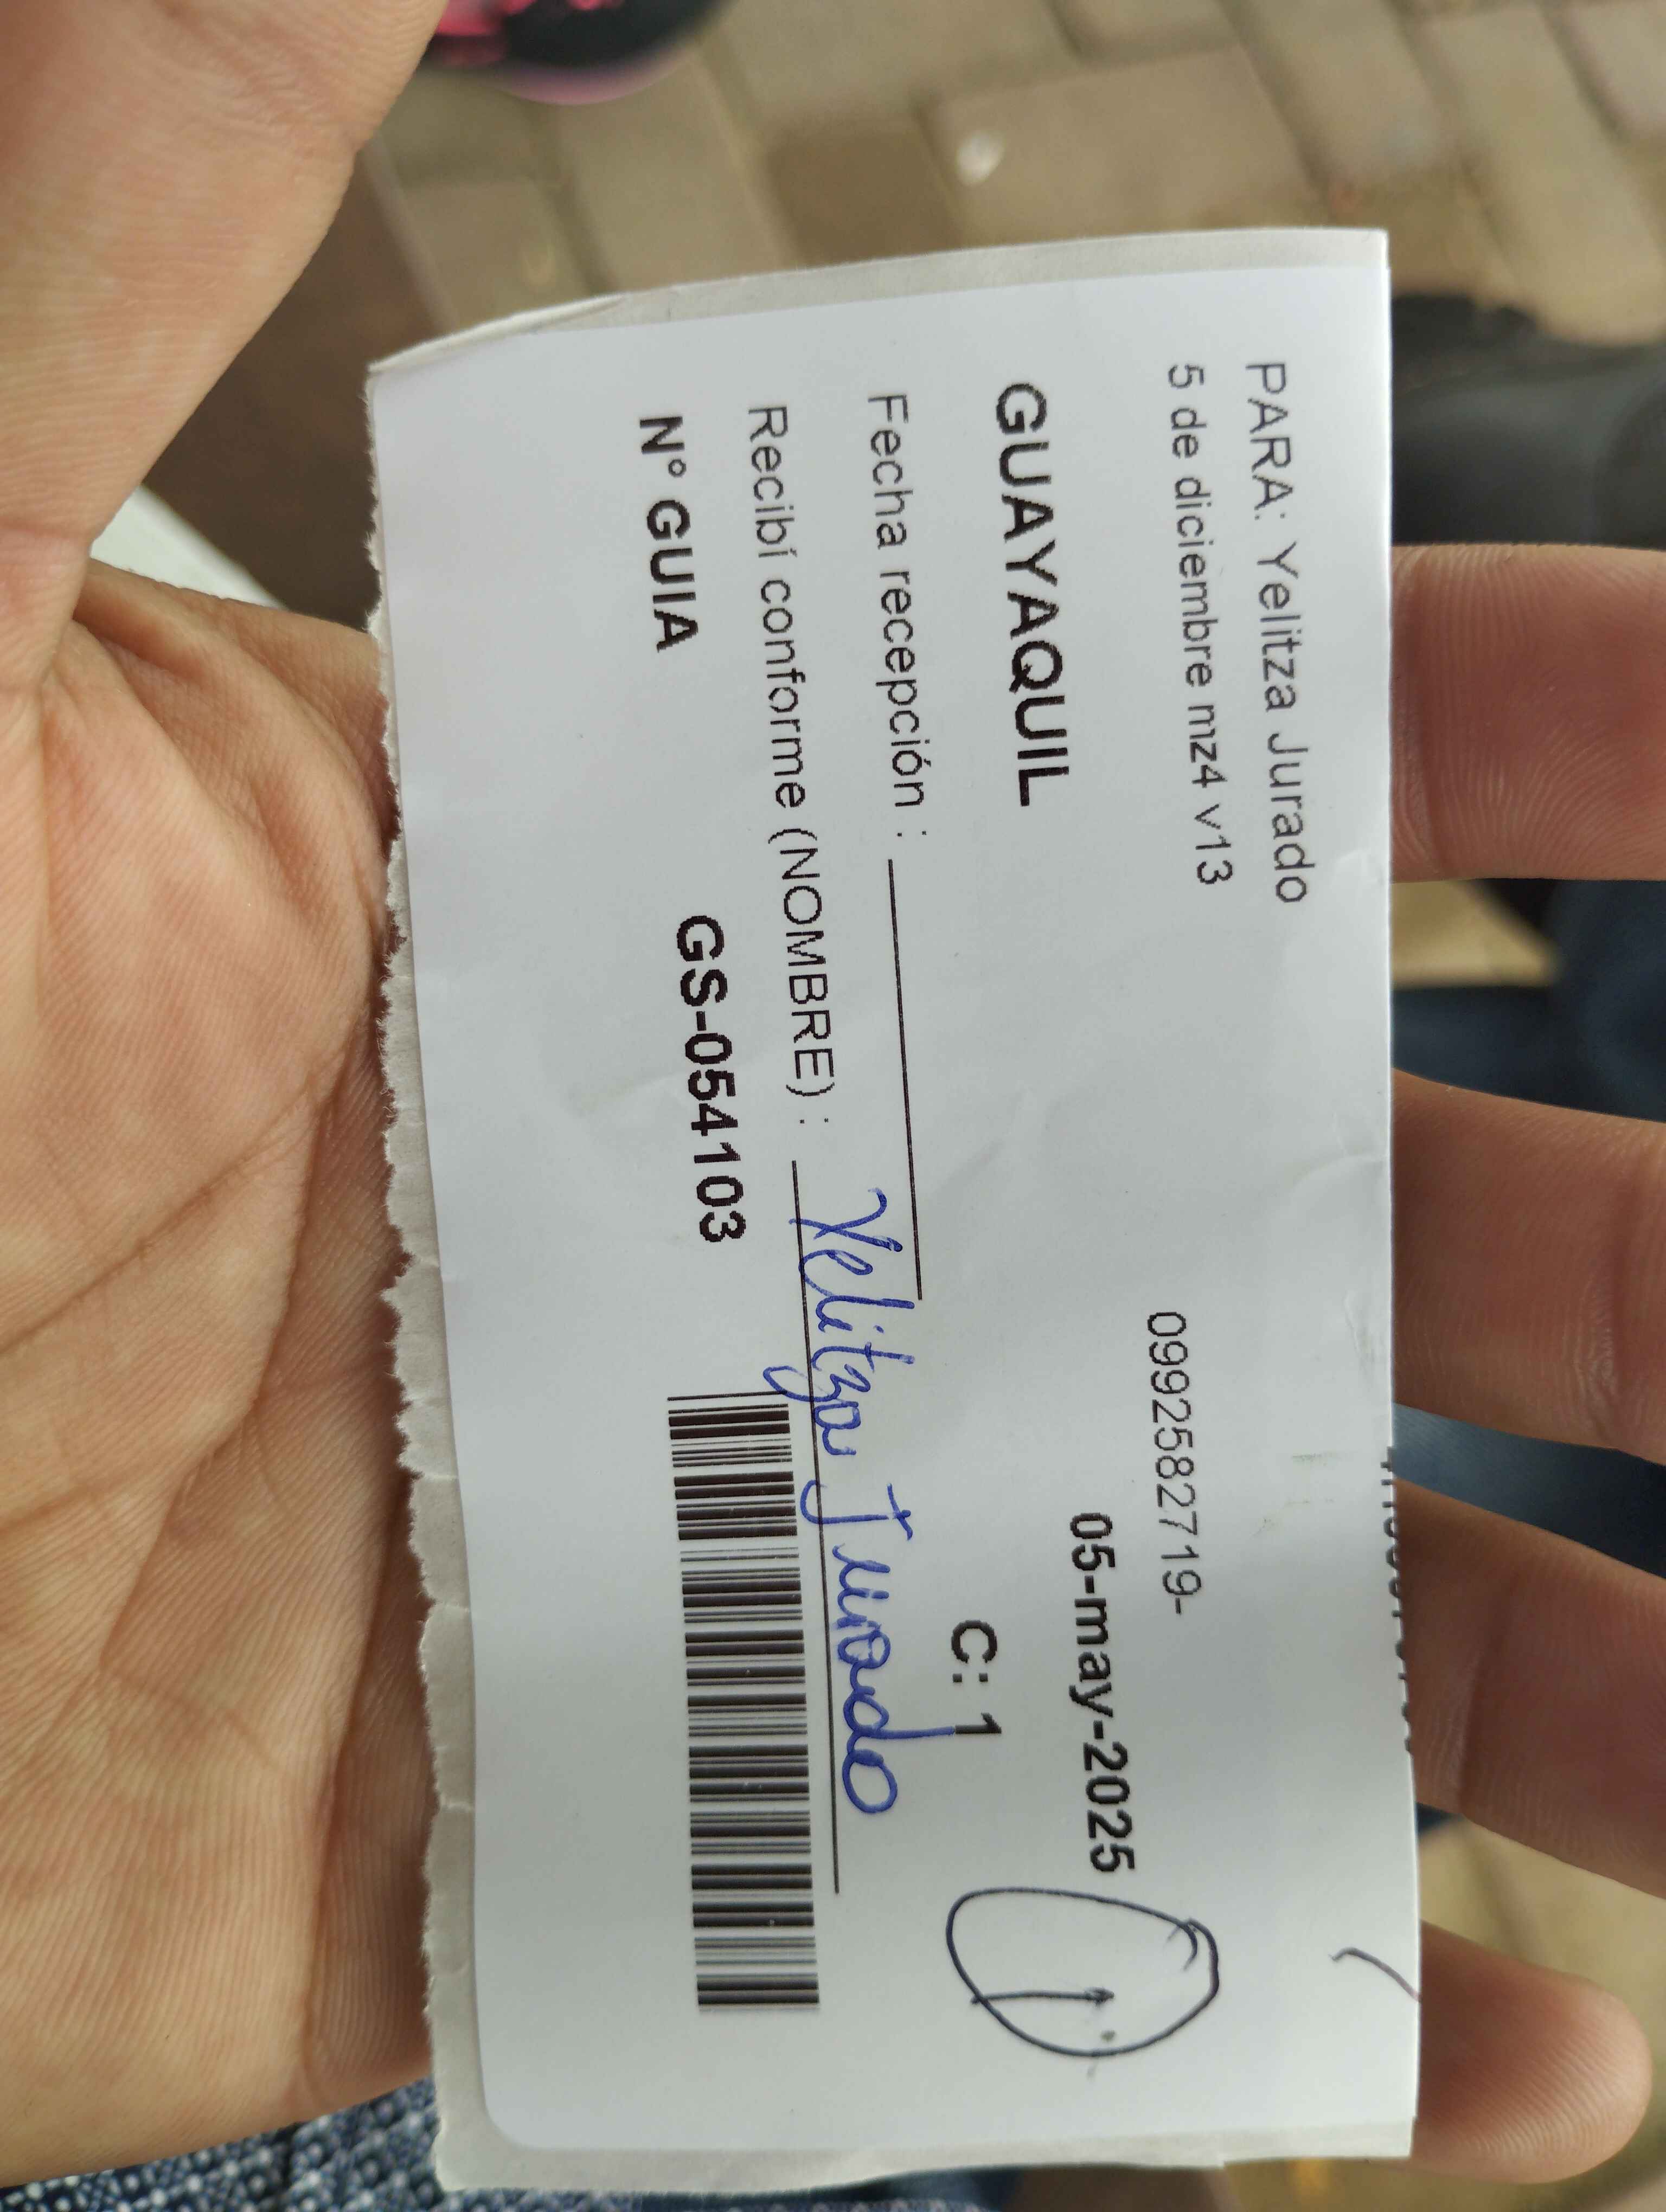 PARA: Yelitza Jurado
5 de diciembre mz4 v13 0992582719-
05-may-2025
GUAYAQUIL C: 1
Fecha recepción :
Recibí conforme (NOMBRE) : Yelitza Jurado
N° GUIA GS-054103
1